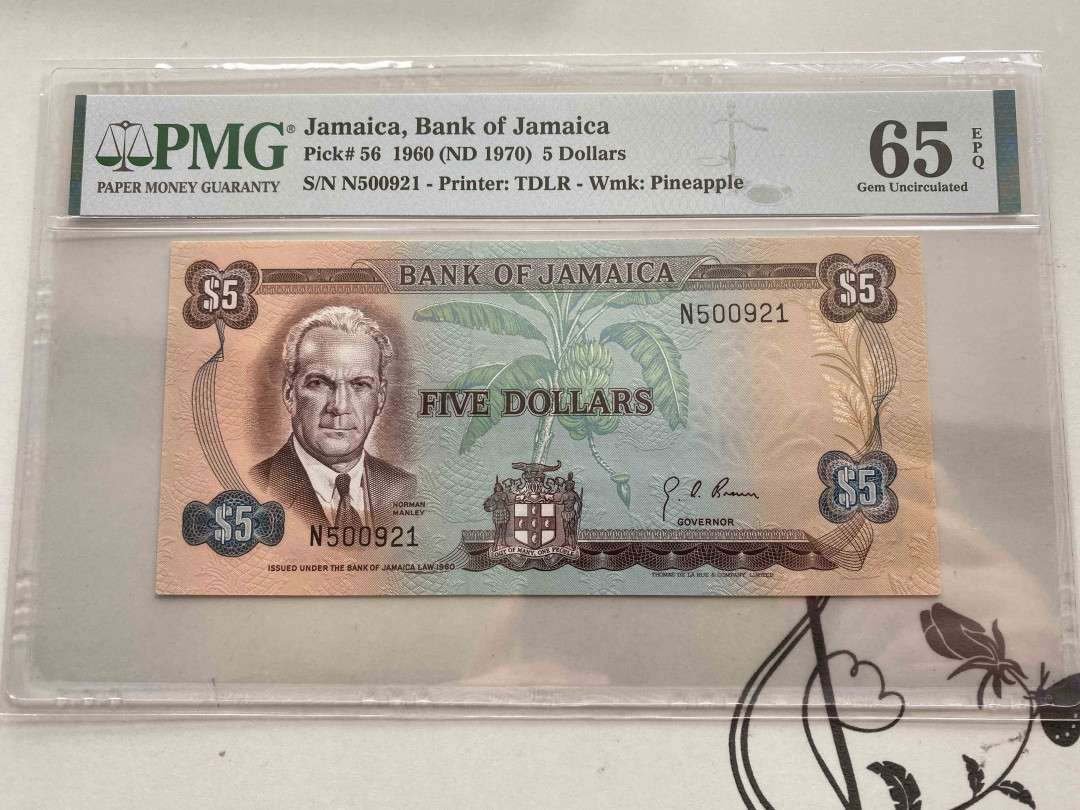 PMG®
PAPER MONEY GUARANTY
Jamaica, Bank of Jamaica
Pick# 56 1960 (ND 1970) 5 Dollars
S/N N500921 - Printer: TDLR - Wmk: Pineapple
65 EPQ
Gem Uncirculated
BANK OF JAMAICA
$5
$5
N500921
FIVE DOLLARS
NORMAN
MANLEY
GOVERNOR
$5
$5
N500921
OUT OF MANY, ONE PEOPLE
ISSUED UNDER THE BANK OF JAMAICA LAW 1960
THOMAS DE LA RUE & COMPANY, LIMITED